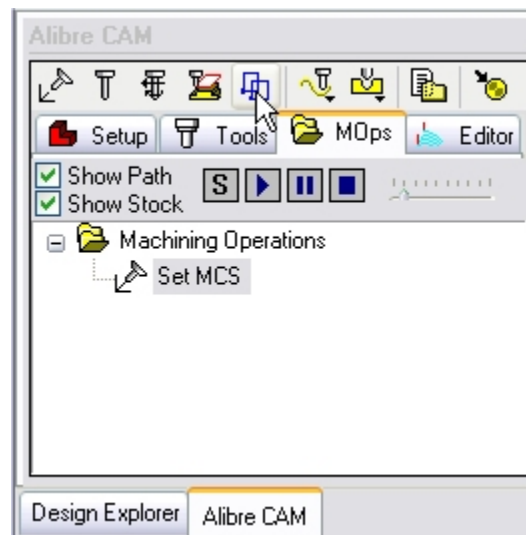 Alibre CAM
Setup Tools MOps Editor
Show Path
Show Stock S
Machining Operations
Set MCS
Design Explorer Alibre CAM